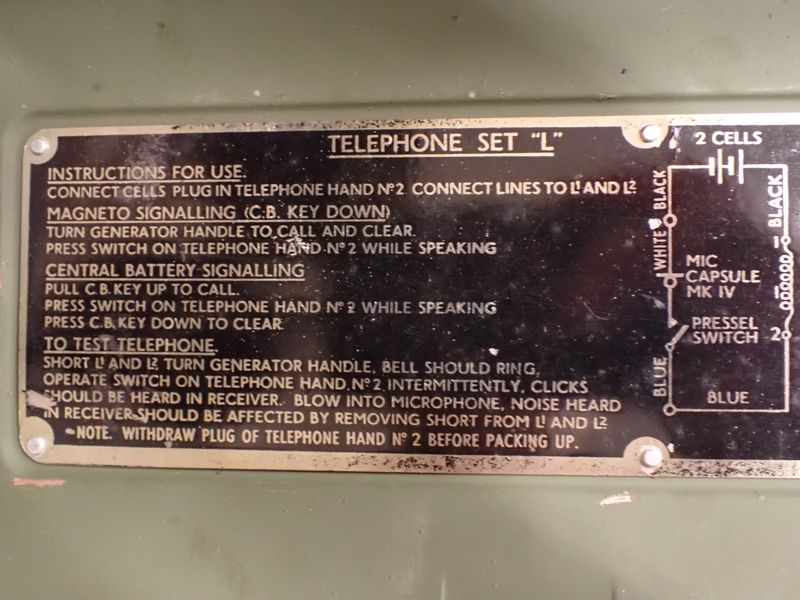 TELEPHONE SET "L"
INSTRUCTIONS FOR USE.
CONNECT CELLS PLUG IN TELEPHONE HAND Nº2. CONNECT LINES TO L1 AND L2.
MAGNETO SIGNALLING (C.B. KEY DOWN)
TURN GENERATOR HANDLE TO CALL AND CLEAR.
PRESS SWITCH ON TELEPHONE HAND Nº2 WHILE SPEAKING
CENTRAL BATTERY SIGNALLING
PULL C.B. KEY UP TO CALL.
PRESS SWITCH ON TELEPHONE HAND Nº2 WHILE SPEAKING
PRESS C.B. KEY DOWN TO CLEAR
TO TEST TELEPHONE.
SHORT L1 AND L2, TURN GENERATOR HANDLE, BELL SHOULD RING.
OPERATE SWITCH ON TELEPHONE HAND Nº2 INTERMITTENTLY, CLICKS
SHOULD BE HEARD IN RECEIVER. BLOW INTO MICROPHONE, NOISE HEARD
IN RECEIVER SHOULD BE AFFECTED BY REMOVING SHORT FROM L1 AND L2
NOTE. WITHDRAW PLUG OF TELEPHONE HAND Nº 2 BEFORE PACKING UP.
2 CELLS
BLACK
BLACK
WHITE
1
MIC
CAPSULE
MK IV
1
PRESSEL
SWITCH
2
BLUE
BLUE